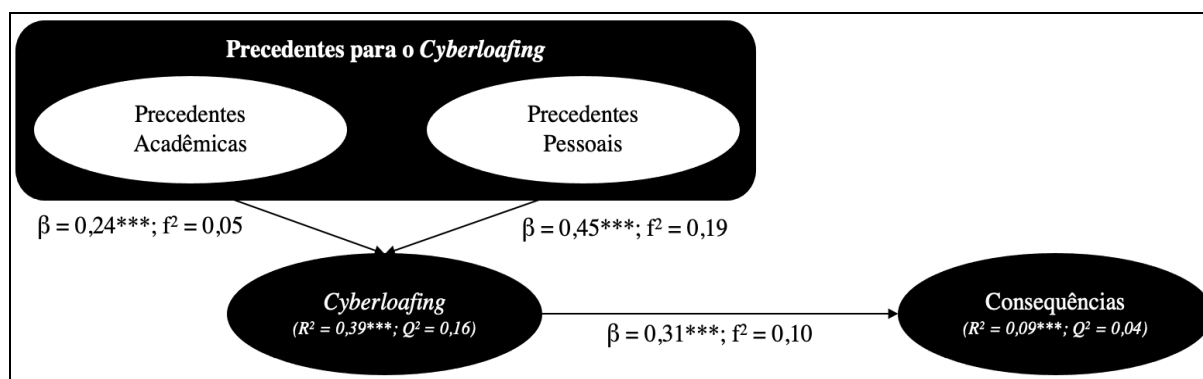 Precedentes para o Cyberloafing
Precedentes
Acadêmicas
Precedentes
Pessoais
β = 0,24***; f² = 0,05
β = 0,45***; f² = 0,19
Cyberloafing
(R² = 0,39***; Q² = 0,16)
β = 0,31***; f² = 0,10
Consequências
(R² = 0,09***; Q² = 0,04)